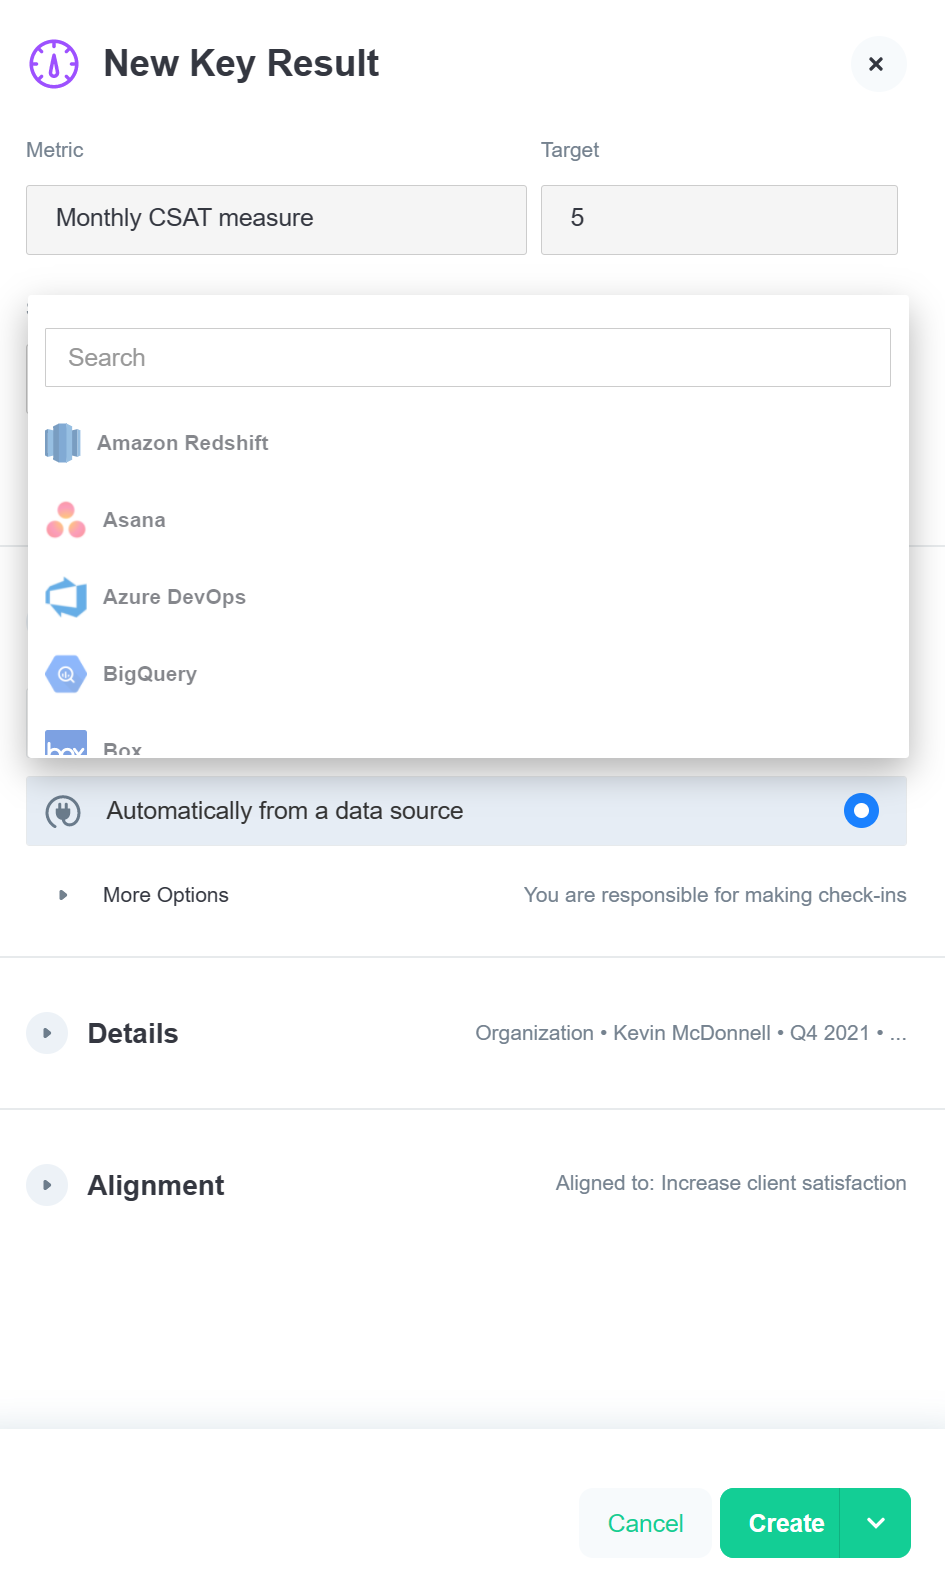 New Key Result
Metric
Target
Monthly CSAT measure
5
Search
Amazon Redshift
Asana
Azure DevOps
BigQuery
box Box
Automatically from a data source
More Options
You are responsible for making check-ins
Details
Organization • Kevin McDonnell • Q4 2021 • ...
Alignment
Aligned to: Increase client satisfaction
Cancel
Create